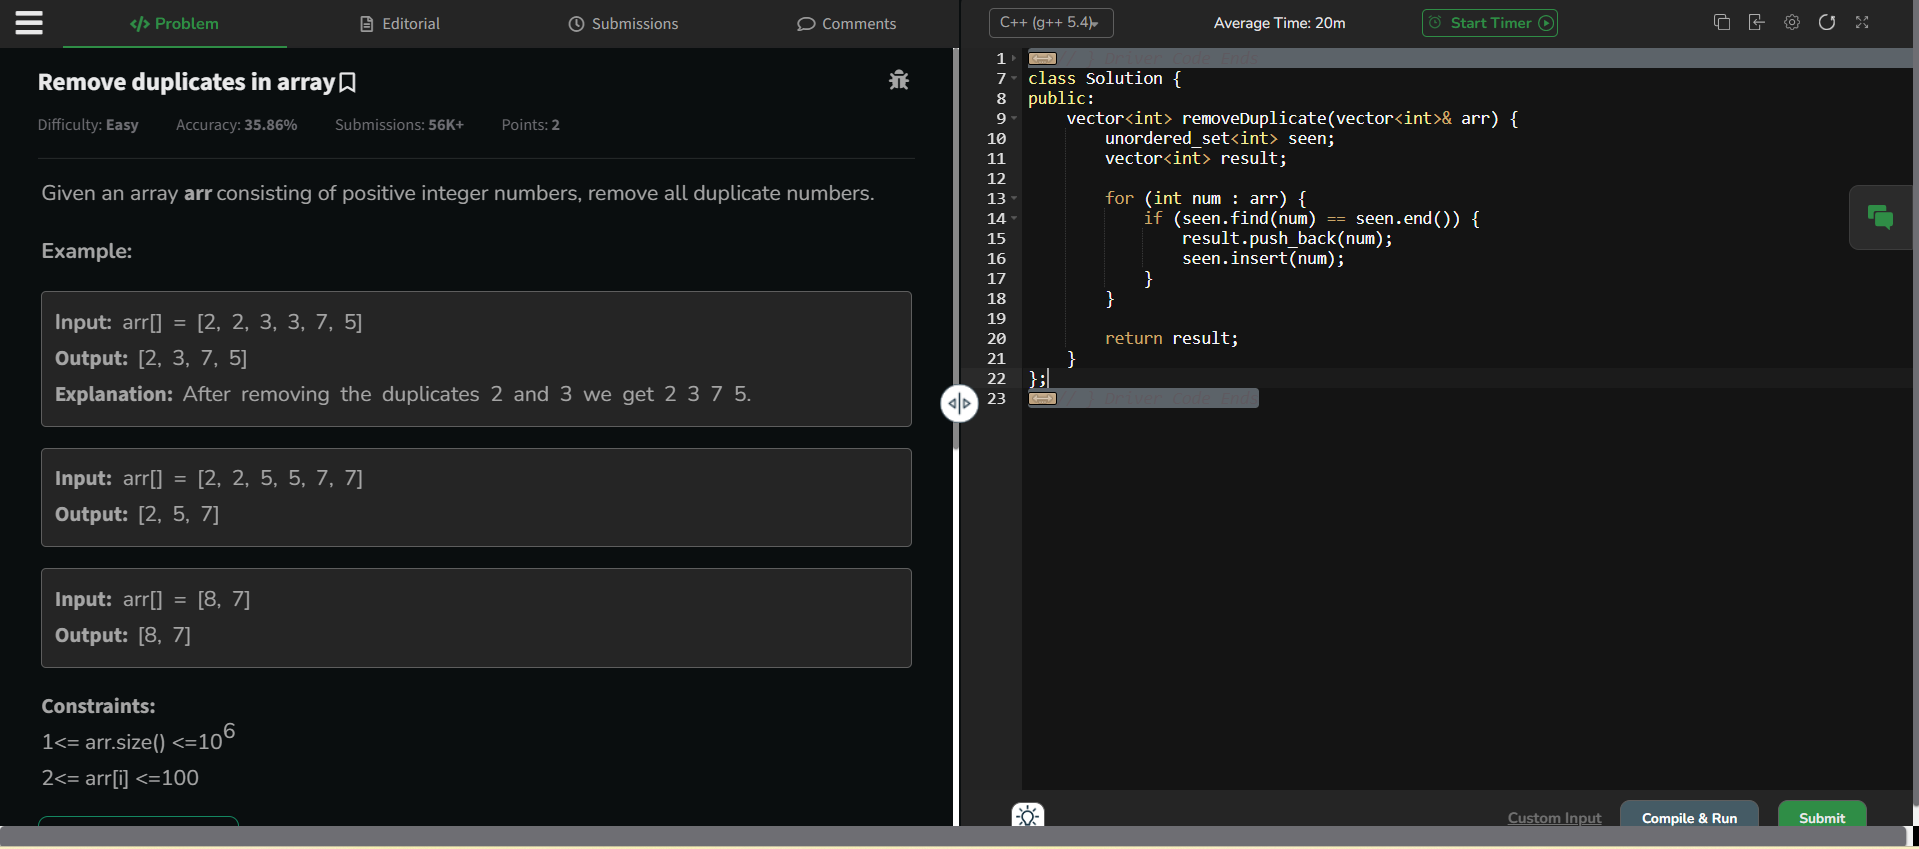 </> Problem
Editorial
Submissions
Comments
Remove duplicates in array
Difficulty: Easy Accuracy: 35.86% Submissions: 56K+ Points: 2
Given an array arr consisting of positive integer numbers, remove all duplicate numbers.
Example:
Input: arr[] = [2, 2, 3, 3, 7, 5]
Output: [2, 3, 7, 5]
Explanation: After removing the duplicates 2 and 3 we get 2 3 7 5.
Input: arr[] = [2, 2, 5, 5, 7, 7]
Output: [2, 5, 7]
Input: arr[] = [8, 7]
Output: [8, 7]
Constraints:
1<= arr.size() <=10^6
2<= arr[i] <=100
C++ (g++ 5.4)
Average Time: 20m
Start Timer
1 // } Driver Code Ends
7 class Solution {
8 public:
9     vector<int> removeDuplicate(vector<int>& arr) {
10         unordered_set<int> seen;
11         vector<int> result;
12
13         for (int num : arr) {
14             if (seen.find(num) == seen.end()) {
15                 result.push_back(num);
16                 seen.insert(num);
17             }
18         }
19
20         return result;
21     }
22 };
23 // } Driver Code Ends
Custom Input
Compile & Run
Submit